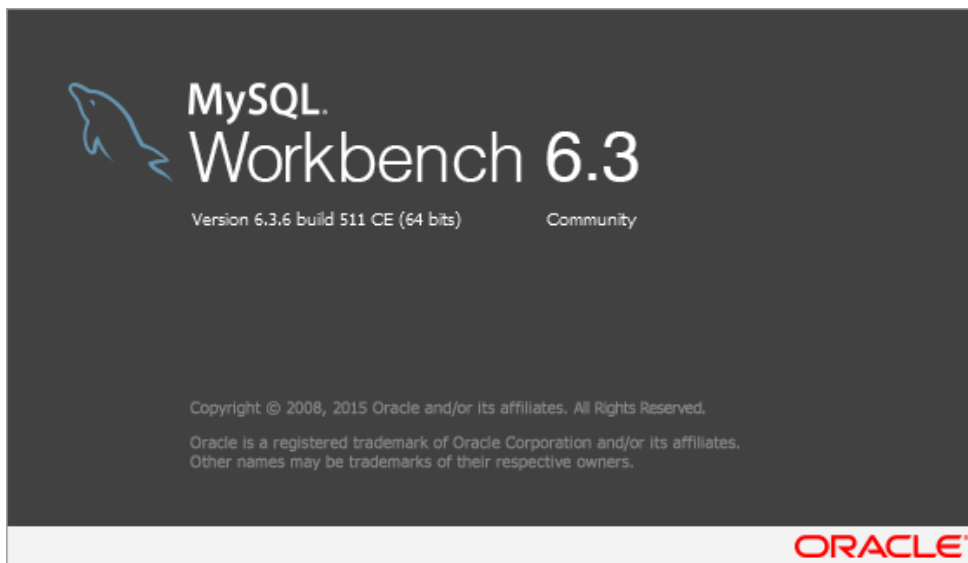 MySQL.
Workbench 6.3
Version 6.3.6 build 511 CE (64 bits) Community
Copyright © 2008, 2015 Oracle and/or its affiliates. All Rights Reserved.
Oracle is a registered trademark of Oracle Corporation and/or its affiliates.
Other names may be trademarks of their respective owners.
ORACLE